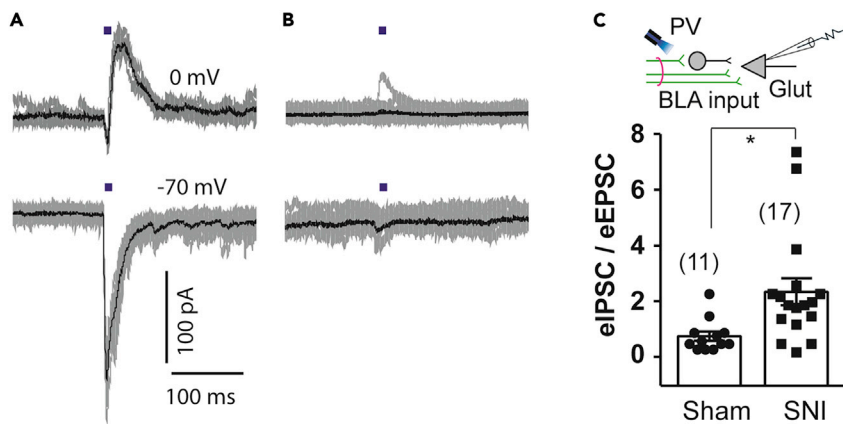 A
0 mV
-70 mV
100 pA
100 ms
B
C
PV
BLA input
Glut
eIPSC / eEPSC
8
6
4
2
0
*
(11)
(17)
Sham
SNI